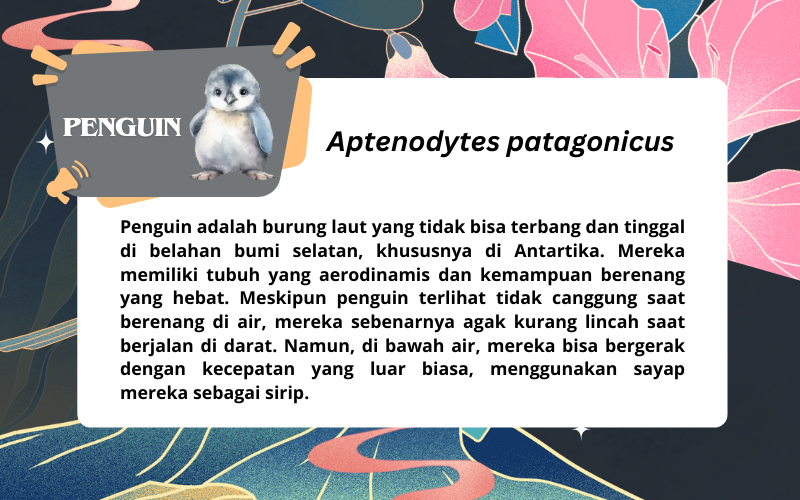 PENGUIN
Aptenodytes patagonicus
Penguin adalah burung laut yang tidak bisa terbang dan tinggal
di belahan bumi selatan, khususnya di Antartika. Mereka
memiliki tubuh yang aerodinamis dan kemampuan berenang
yang hebat. Meskipun penguin terlihat tidak canggung saat
berenang di air, mereka sebenarnya agak kurang lincah saat
berjalan di darat. Namun, di bawah air, mereka bisa bergerak
dengan kecepatan yang luar biasa, menggunakan sayap
mereka sebagai sirip.